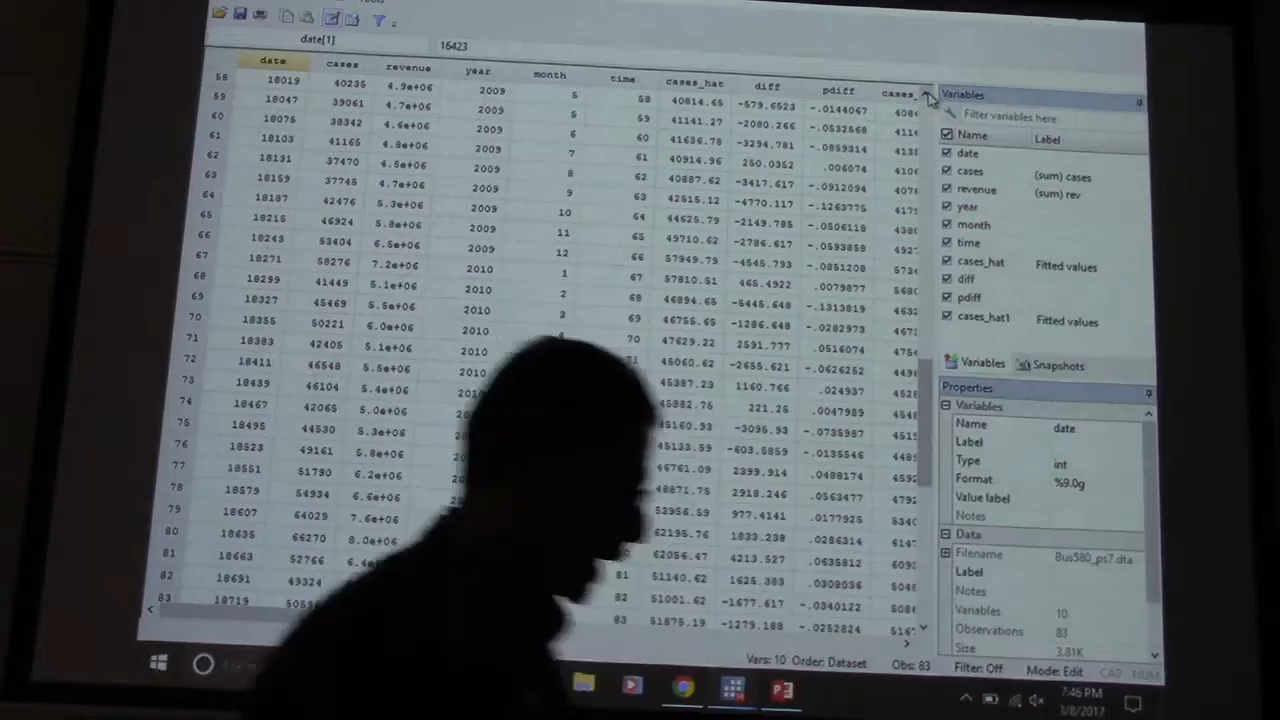 date[1] 16423
date cases revenue year month time cases_hat diff pdiff cases_
58 18019 40235 4.9e+06 2009 5 58 40814.65 -579.6523 -.0144067
59 18047 39061 4.7e+06 2009 5 59 41141.27 -2080.266 -.0532568
60 18075 38342 4.6e+06 2009 6 60 41636.78 -3294.781 -.0859314
61 18103 41165 4.8e+06 2009 7 61 40914.96 250.0352 .006074
62 18131 37470 4.5e+06 2009 8 62 40887.62 -3417.617 -.0912094
63 18159 37745 4.7e+06 2009 9 63 42515.12 -4770.117 -.1263775
64 18187 42476 5.3e+06 2009 10 64 44625.79 -2149.785 -.0506118
65 18215 46924 5.8e+06 2009 11 65 49710.62 -2786.617 -.0593858
66 18243 53404 6.5e+06 2009 12 66 57949.79 -4545.793 -.0851208
67 18271 58276 7.2e+06 2010 1 67 57810.51 465.4922 .0079877
68 18299 41449 5.1e+06 2010 2 68 46894.65 -5445.648 -.1313819
69 18327 45469 5.5e+06 2010 3 69 46755.65 -1286.648 -.0282973
70 18355 50221 6.0e+06 2010 70 47629.22 2591.777 .0516074
71 18383 42405 5.1e+06 2010 45060.62 -2655.621 -.0626252
72 18411 46548 5.5e+06 45387.23 1160.766 .024937
73 18439 46104 5.4e+06 45882.75 221.25 .0047989
74 18467 42065 5.0e+06 45160.93 -3095.93 -.0735987
75 18495 44530 5.3e+06 45133.59 -603.5859 -.0135546
76 18523 49161 5.8e+06 46761.09 2399.914 .0488174
77 18551 51790 6.2e+06 48871.75 2918.246 .0563477
78 18579 54934 6.6e+06 53956.59 977.4141 .0177925
79 18607 64029 7.6e+06 62195.76 1833.238 .0286314
80 18635 66270 8.0e+06 62056.47 4213.527 .0635812
81 18663 52766 81 51140.62 1625.383 .0308036
82 18691 49324 82 51001.62 -1677.617 -.0340122
83 18719 83 51875.19 -1279.188 -.0252824
Vars: 10 Order: Dataset Obs: 83 Filter: Off Mode: Edit CAP NUM
Variables
Filter variables here
Name Label
date
cases (sum) cases
revenue (sum) rev
year
month
time
cases_hat Fitted values
diff
pdiff
cases_hat1 Fitted values
Variables Snapshots
Properties
Variables
Name date
Label
Type int
Format %9.0g
Value label
Notes
Data
Filename Bus580_ps7.dta
Label
Notes
Variables 10
Observations 83
Size 3.81K
7:46 PM
3/8/2017